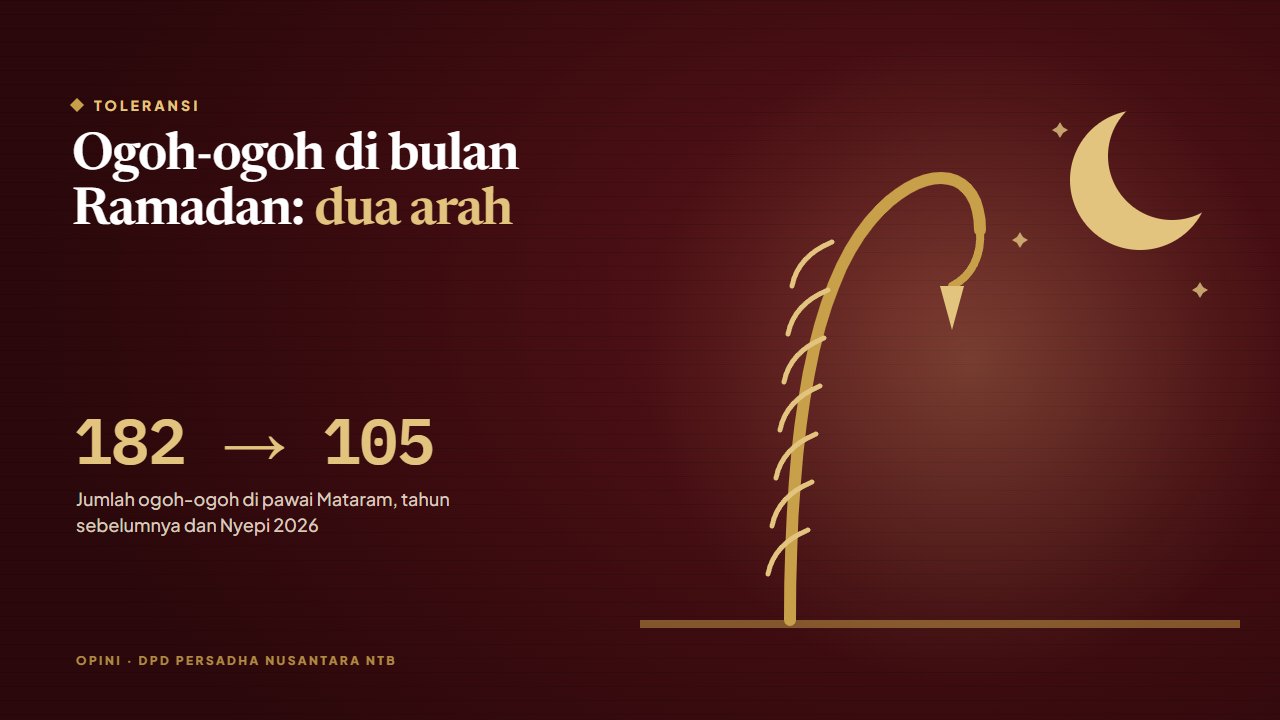 TOLERANSI
Ogoh-ogoh di bulan
Ramadan: dua arah
182 → 105
Jumlah ogoh-ogoh di pawai Mataram, tahun
sebelumnya dan Nyepi 2026
OPINI · DPD PERSADHA NUSANTARA NTB